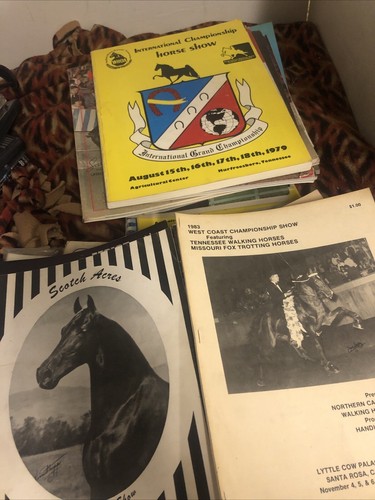 International Championship
Horse Show
International Grand Championship
August 15th, 16th, 17th, 18th, 1979
Agricultural Center
Murfreesboro, Tennessee
Scotch Acres
Show
$1.00
1983
WEST COAST CHAMPIONSHIP SHOW
Featuring
TENNESSEE WALKING HORSES
MISSOURI FOX TROTTING HORSES
NORTHERN CA
WALKING H
HANDI
LYTTLE COW PALA
SANTA ROSA, C
November 4, 5, & 6